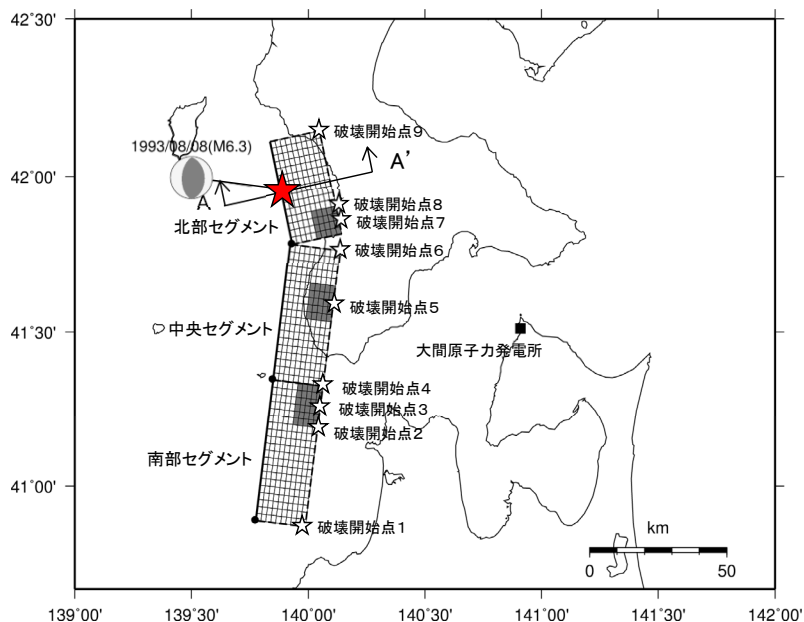 42°30'
42°00'
41°30'
41°00'
1993/08/08(M6.3)
破壊開始点9
A'
A
破壊開始点8
破壊開始点7
北部セグメント
破壊開始点6
中央セグメント
破壊開始点5
大間原子力発電所
破壊開始点4
破壊開始点3
破壊開始点2
南部セグメント
破壊開始点1
km
0 50
139°00' 139°30' 140°00' 140°30' 141°00' 141°30' 142°00'